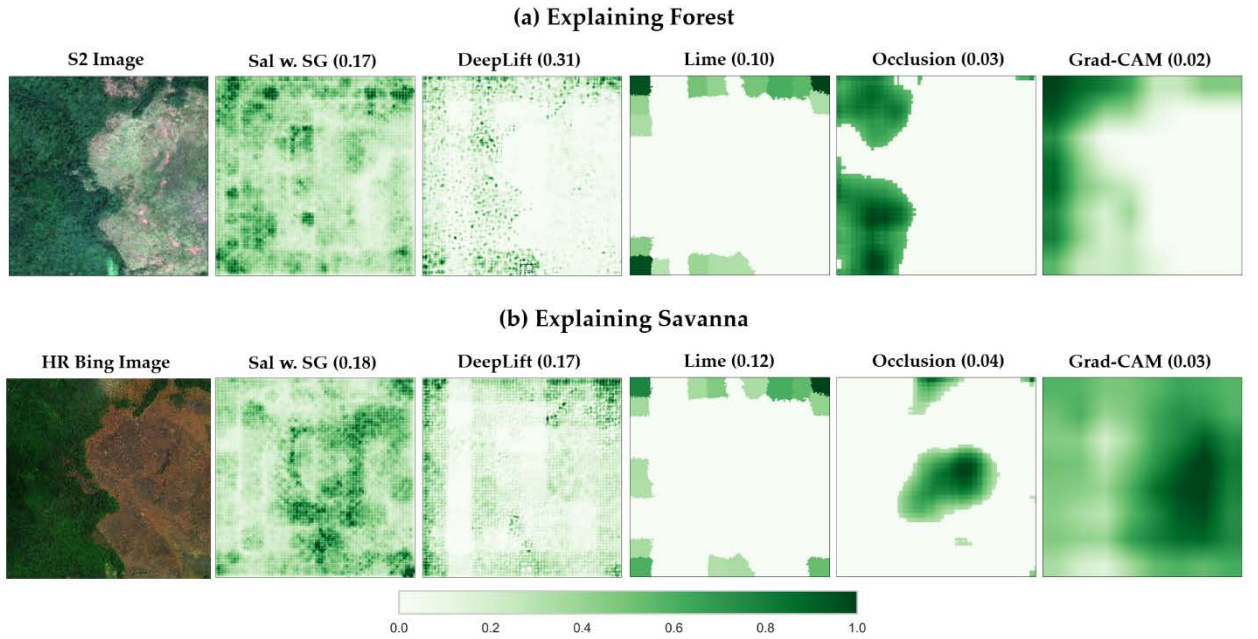 (a) Explaining Forest
S2 Image Sal w. SG (0.17) DeepLift (0.31) Lime (0.10) Occlusion (0.03) Grad-CAM (0.02)
(b) Explaining Savanna
HR Bing Image Sal w. SG (0.18) DeepLift (0.17) Lime (0.12) Occlusion (0.04) Grad-CAM (0.03)
0.0 0.2 0.4 0.6 0.8 1.0